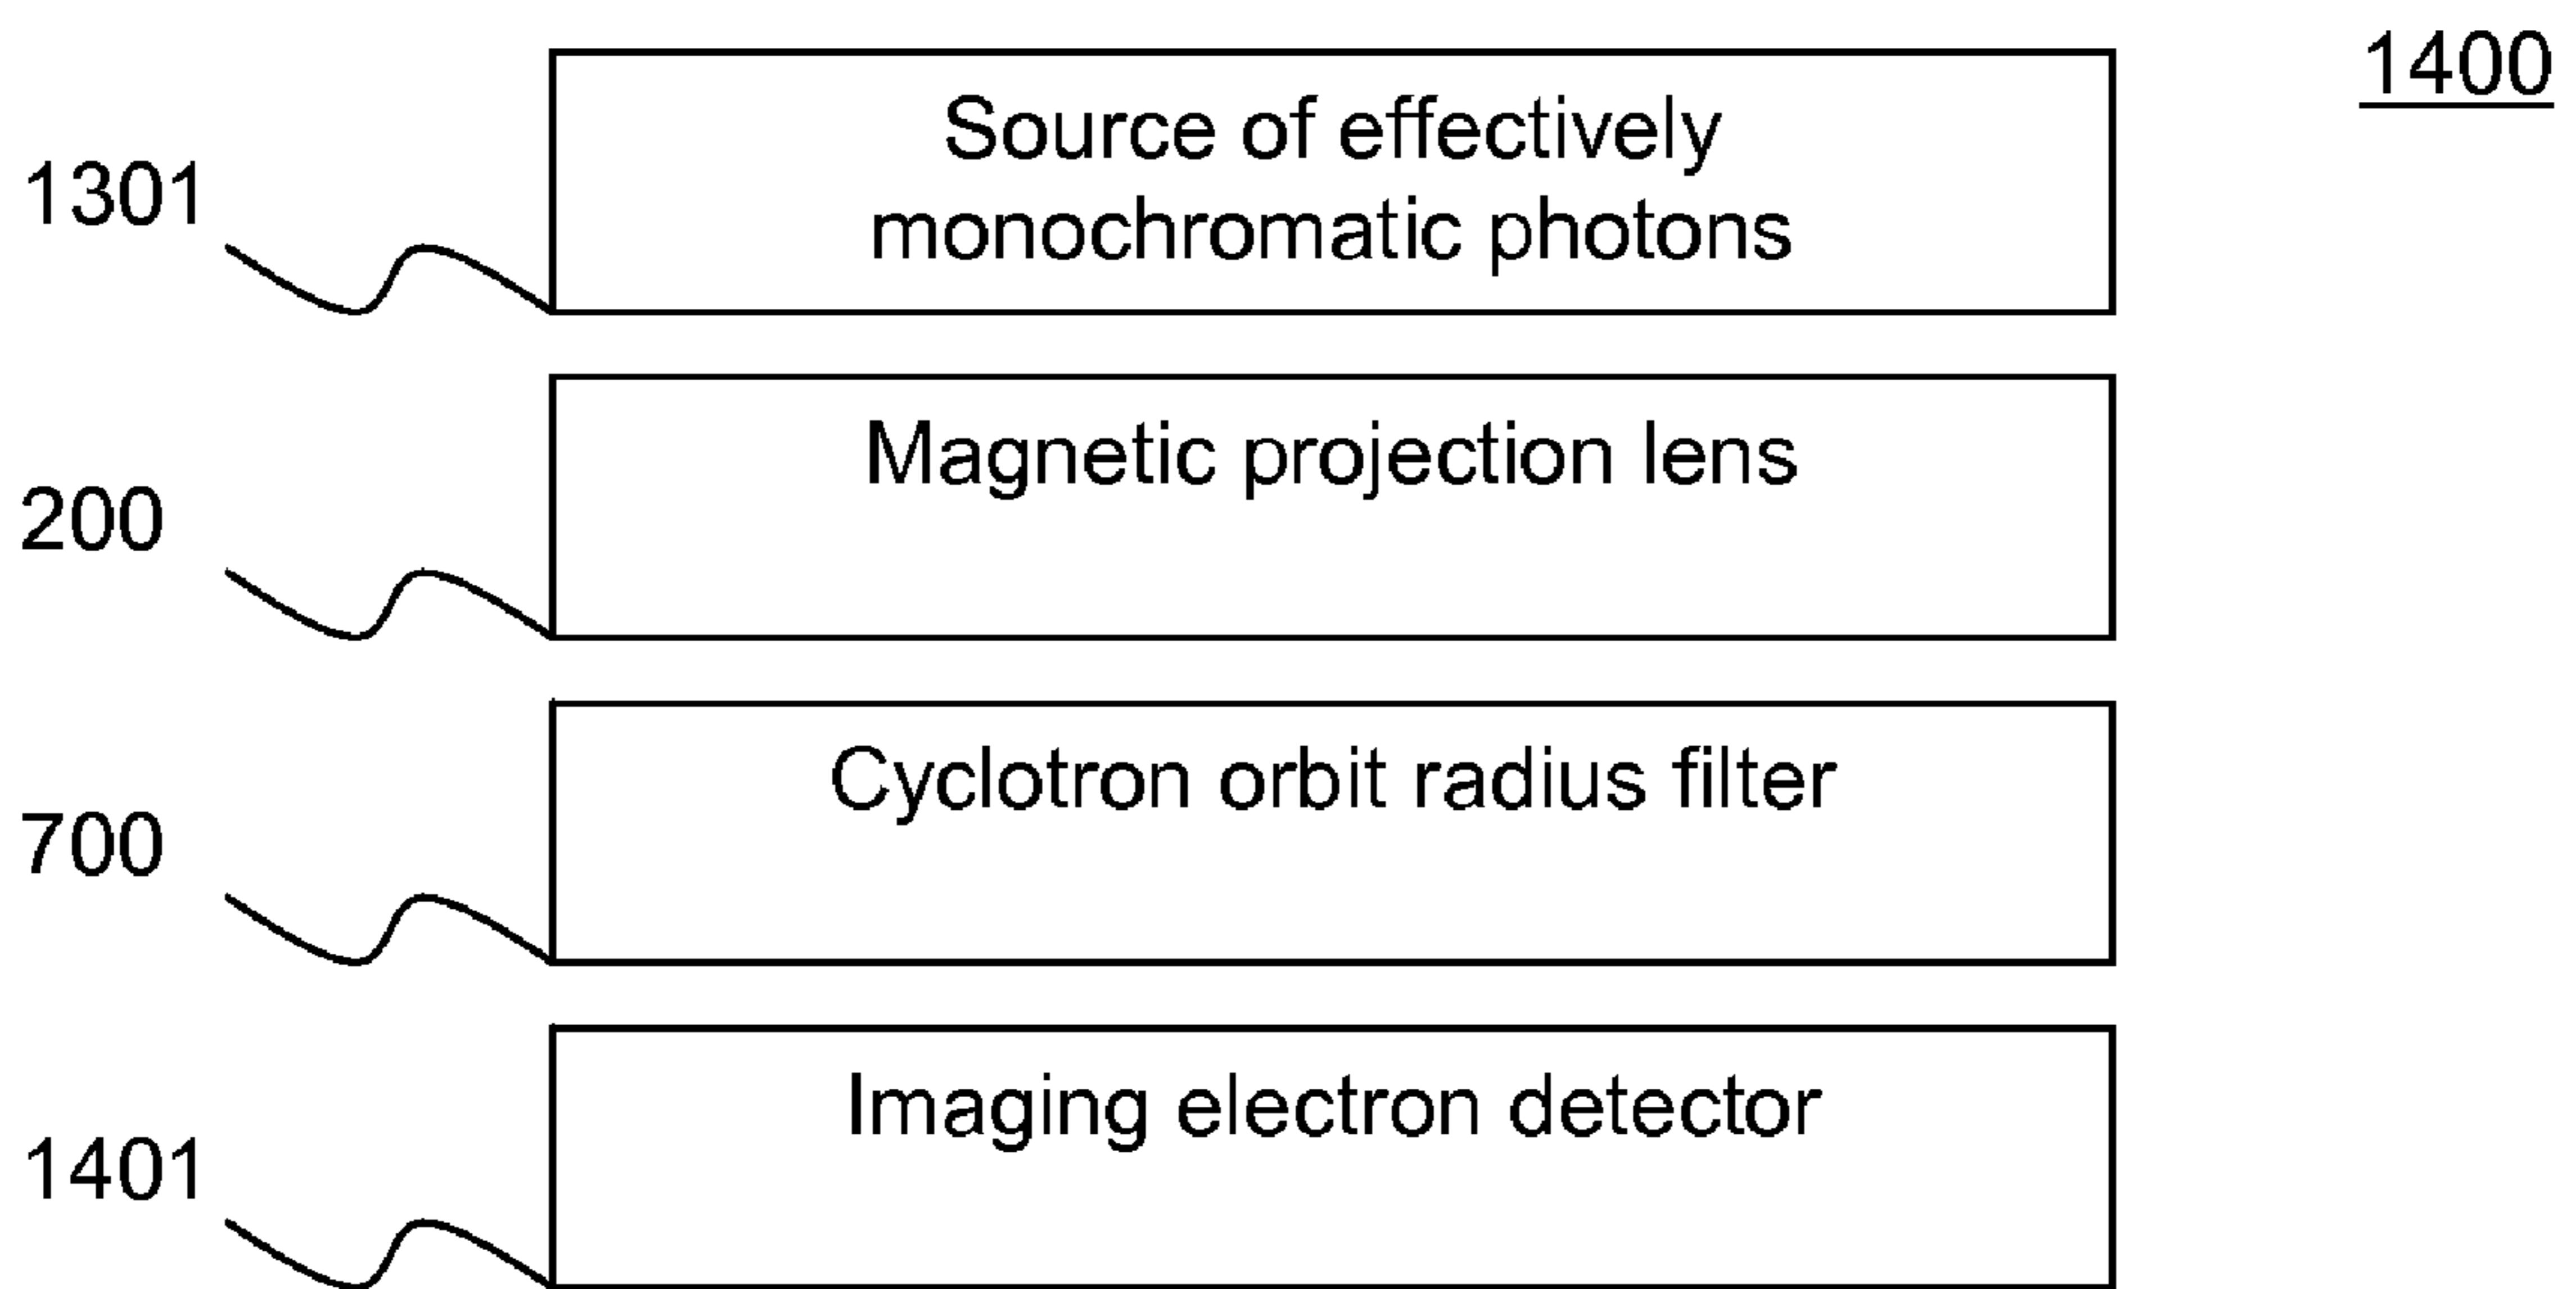 1400
Source of effectively
monochromatic photons
1301
Magnetic projection lens
200
Cyclotron orbit radius filter
700
Imaging electron detector
1401